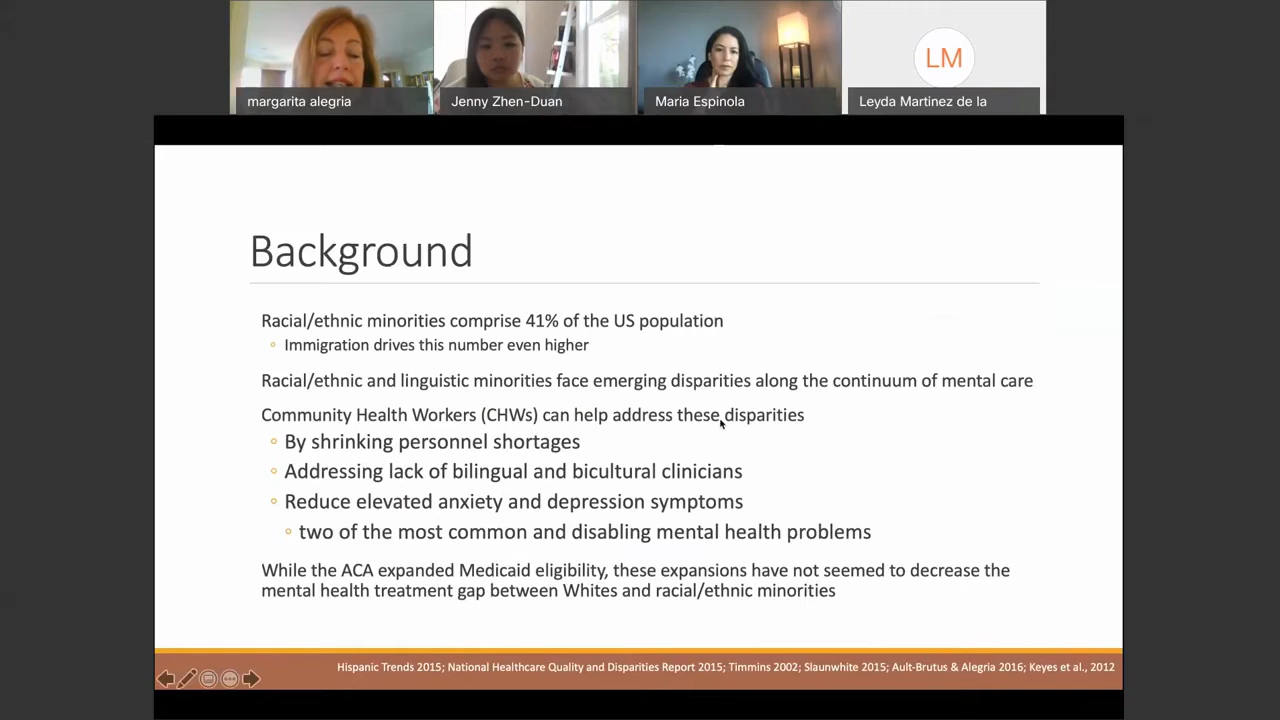 margarita alegria
Jenny Zhen-Duan
Maria Espinola
LM
Leyda Martinez de la
Background
Racial/ethnic minorities comprise 41% of the US population
Immigration drives this number even higher
Racial/ethnic and linguistic minorities face emerging disparities along the continuum of mental care
Community Health Workers (CHWs) can help address these disparities
By shrinking personnel shortages
Addressing lack of bilingual and bicultural clinicians
Reduce elevated anxiety and depression symptoms
two of the most common and disabling mental health problems
While the ACA expanded Medicaid eligibility, these expansions have not seemed to decrease the
mental health treatment gap between Whites and racial/ethnic minorities
Hispanic Trends 2015; National Healthcare Quality and Disparities Report 2015; Timmins 2002; Slaunwhite 2015; Ault-Brutus & Alegria 2016; Keyes et al., 2012